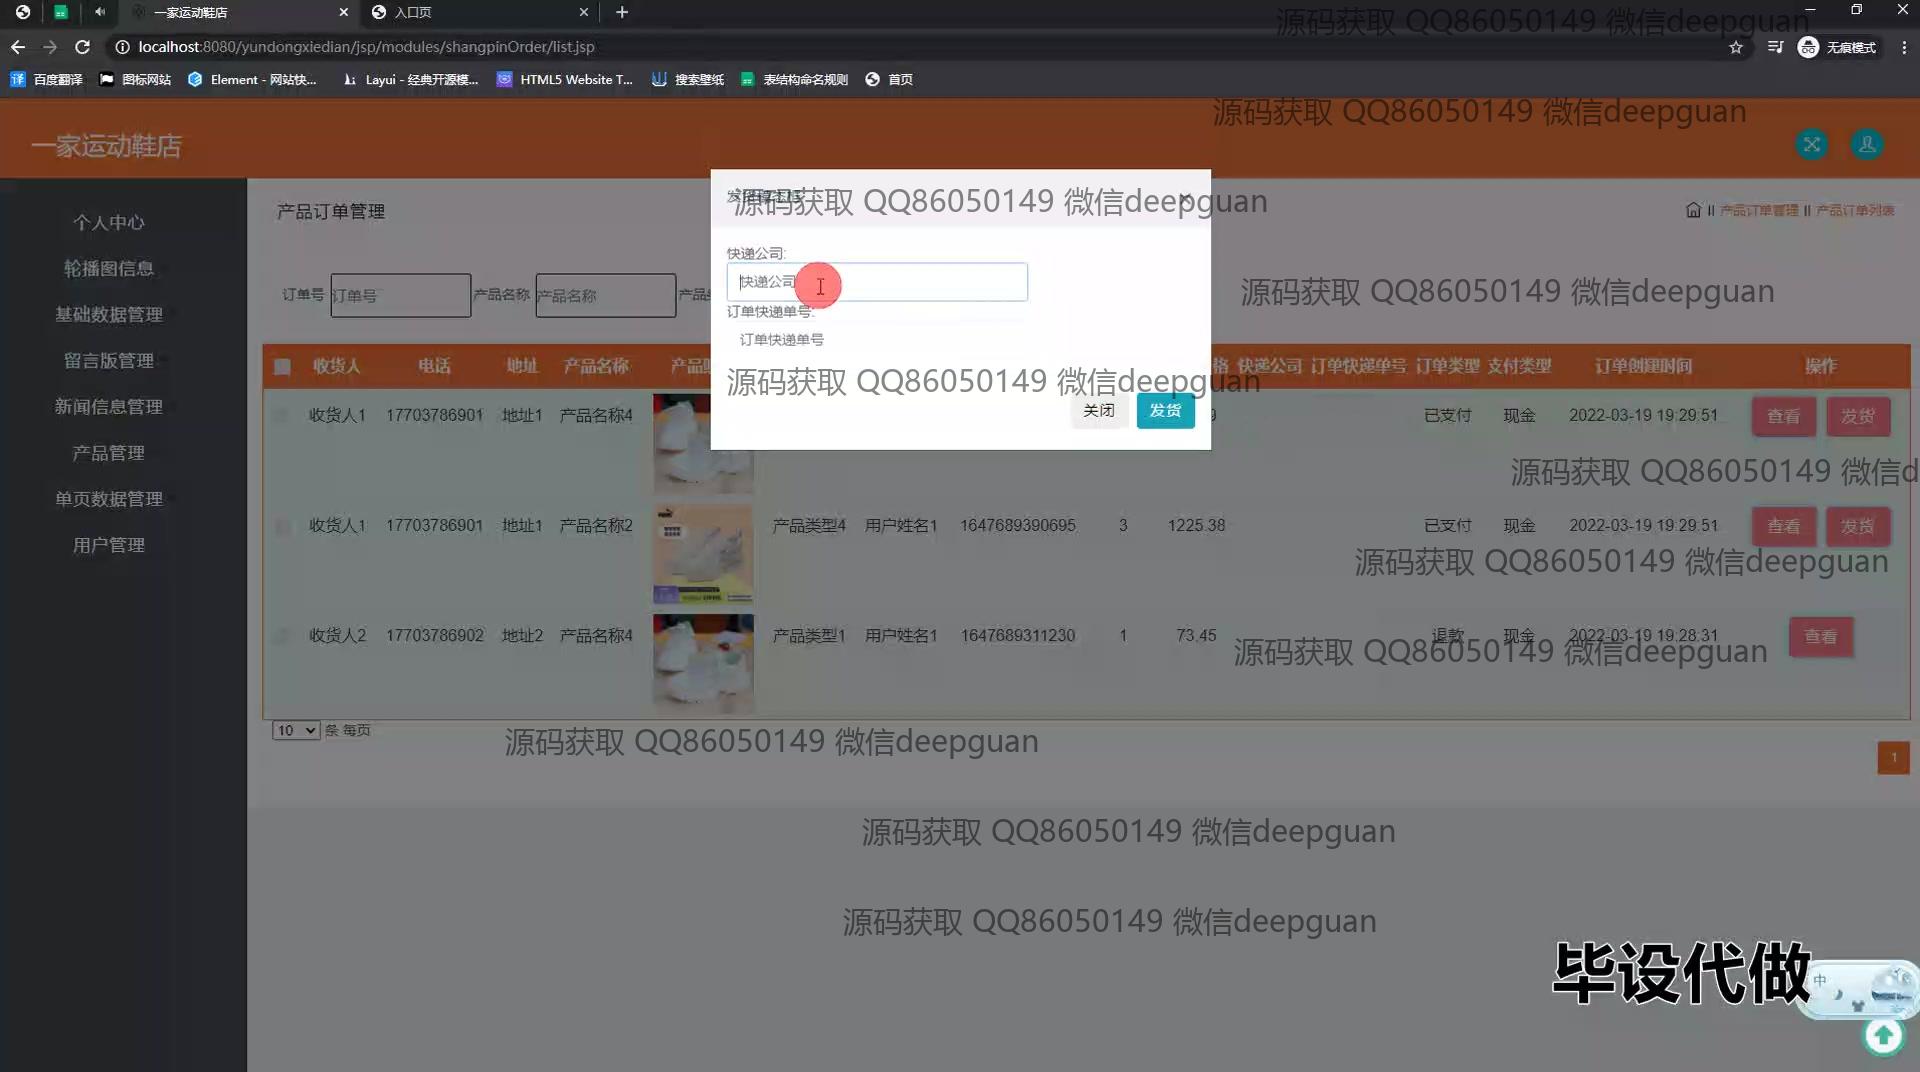 一家运动鞋店
入口页
localhost:8080/yundongxiedian/jsp/modules/shangpinOrder/list.jsp
无痕模式
百度翻译 图标网站 Element - 网站快... Layui - 经典开源模... HTML5 Website T... 搜索壁纸 表结构命名规则 首页
源码获取 QQ86050149 微信deepguan
源码获取 QQ86050149 微信deepguan
一家运动鞋店
源码获取 QQ86050149 微信deepguan
产品订单管理
产品订单管理 产品订单列表
个人中心
轮播图信息
基础数据管理
留言版管理
新闻信息管理
产品管理
单页数据管理
用户管理
快递公司:
快递公司
源码获取 QQ86050149 微信deepguan
订单号 订单号 产品名称 产品名称
订单快递单号:
订单快递单号
收货人 电话 地址 产品名称 快递公司 订单快递单号 订单类型 支付类型 订单创建时间 操作
源码获取 QQ86050149 微信deepguan
关闭 发货
收货人1 17703786901 地址1 产品名称4 已支付 现金 2022-03-19 19:29:51 查看 发货
源码获取 QQ86050149 微信d
收货人1 17703786901 地址1 产品名称2 产品类型4 用户姓名1 1647689390695 3 1225.38 已支付 现金 2022-03-19 19:29:51 查看 发货
源码获取 QQ86050149 微信deepguan
收货人2 17703786902 地址2 产品名称4 产品类型1 用户姓名1 1647689311230 1 73.45 退款 现金 2022-03-19 19:28:31 查看
源码获取 QQ86050149 微信deepguan
10 条 每页
源码获取 QQ86050149 微信deepguan
1
源码获取 QQ86050149 微信deepguan
源码获取 QQ86050149 微信deepguan
毕设代做
中